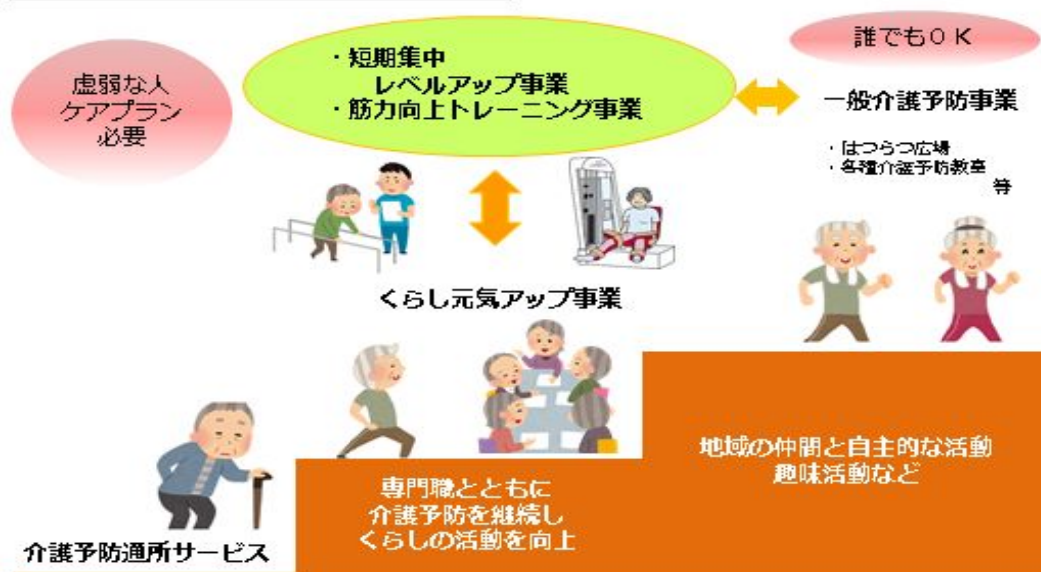 虚弱な人
ケアプラン
必要
・短期集中
レベルアップ事業
・筋力向上トレーニング事業
誰でもOK
一般介護予防事業
・はつらつ広場
・各種介護予防教室
等
くらし元気アップ事業
介護予防通所サービス
専門職とともに
介護予防を継続し
くらしの活動を向上
地域の仲間と自主的な活動
趣味活動など